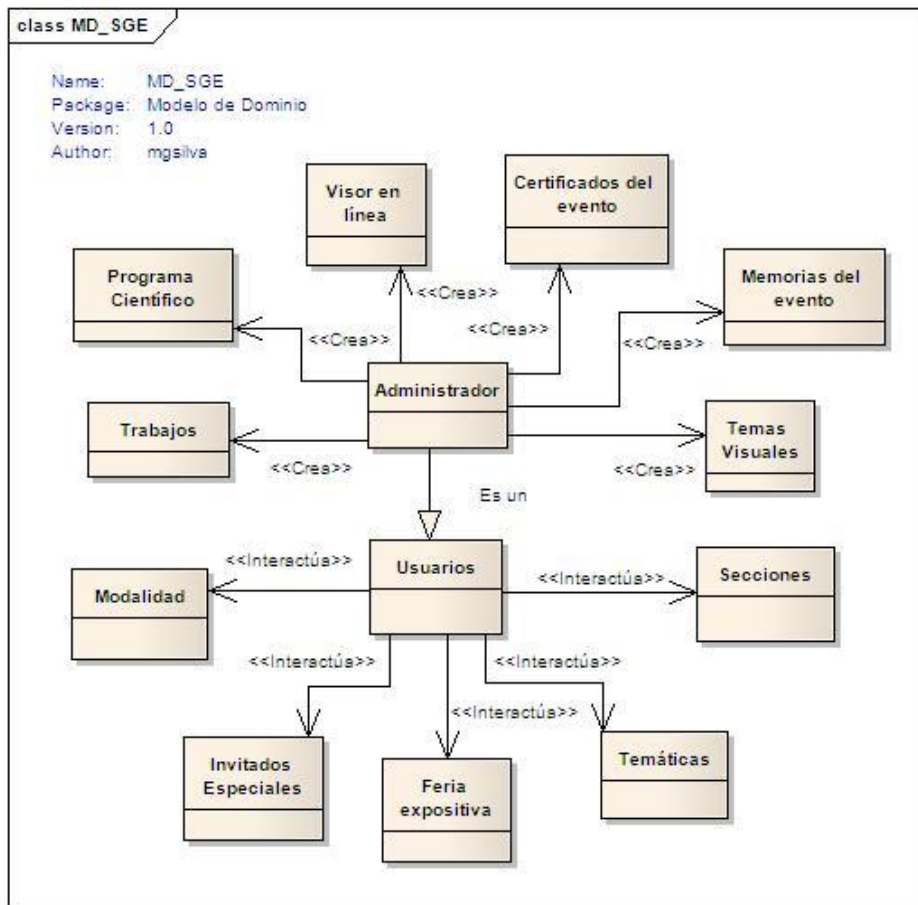 class MD_SGE
Name: MD_SGE
Package: Modelo de Dominio
Version: 1.0
Author: mgsilva
Visor en
línea
Certificados del
evento
Programa
Científico
Memorias del
evento
<<Crea>>
<<Crea>>
<<Crea>>
<<Crea>>
Administrador
Trabajos
Temas
Visuales
<<Crea>>
<<Crea>>
Es un
<<Interactúa>>
Usuarios
<<Interactúa>>
Secciones
Modalidad
<<Interactúa>>
<<Interactúa>>
<<Interactúa>>
Invitados
Especiales
Feria
expositiva
Temáticas